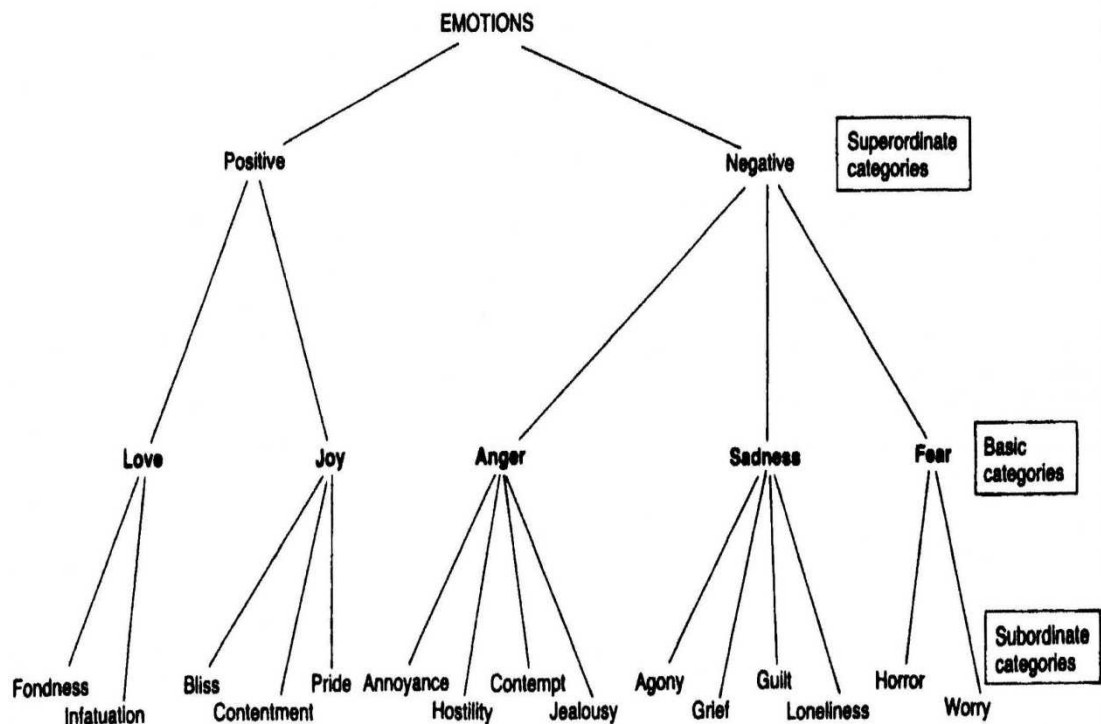 EMOTIONS
Positive
Negative
Superordinate
categories
Love
Joy
Anger
Sadness
Fear
Basic
categories
Subordinate
categories
Fondness
Infatuation
Bliss
Contentment
Pride
Annoyance
Hostility
Contempt
Jealousy
Agony
Grief
Guilt
Loneliness
Horror
Worry